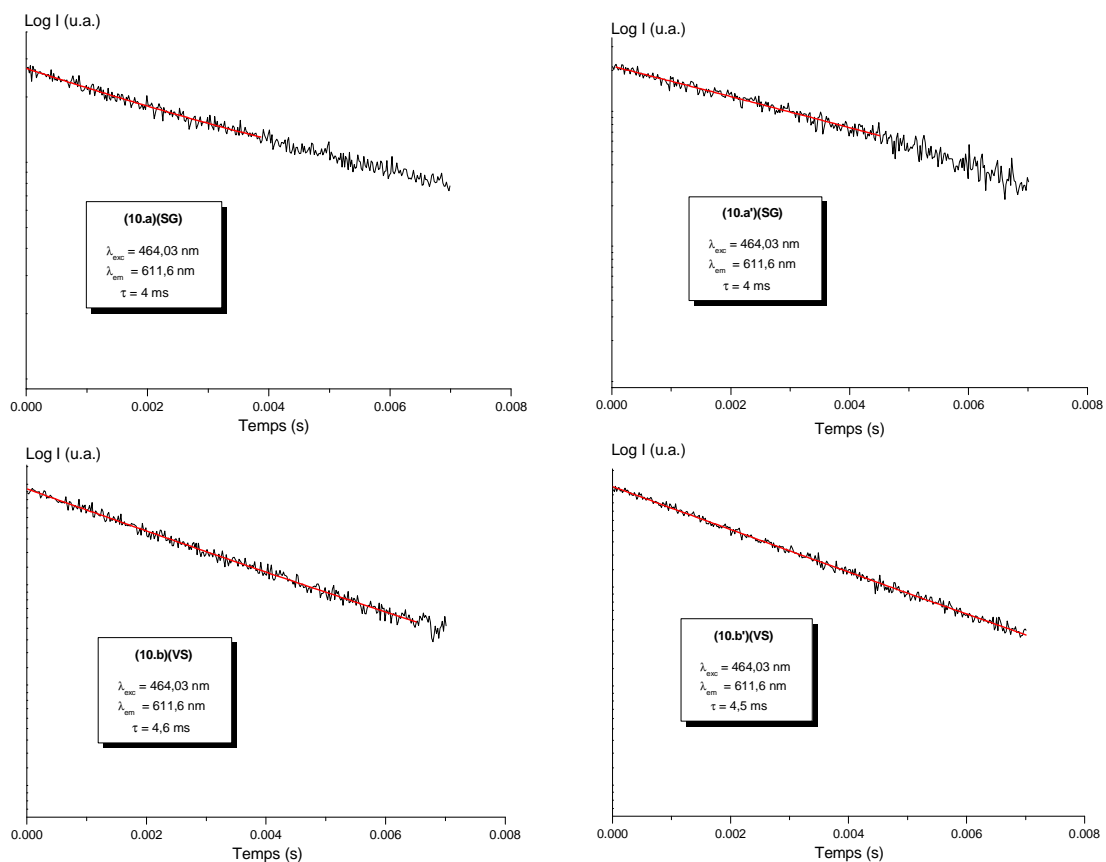 Log I (u.a.)
(10.a)(SG)
λexc = 464,03 nm
λem = 611,6 nm
τ = 4 ms
0.000 0.002 0.004 0.006 0.008
Temps (s)
Log I (u.a.)
(10.a')(SG)
λexc = 464,03 nm
λem = 611,6 nm
τ = 4 ms
0.000 0.002 0.004 0.006 0.008
Temps (s)
Log I (u.a.)
(10.b)(VS)
λexc = 464,03 nm
λem = 611,6 nm
τ = 4,6 ms
0.000 0.002 0.004 0.006 0.008
Temps (s)
Log I (u.a.)
(10.b')(VS)
λexc = 464,03 nm
λem = 611,6 nm
τ = 4,5 ms
0.000 0.002 0.004 0.006 0.008
Temps (s)